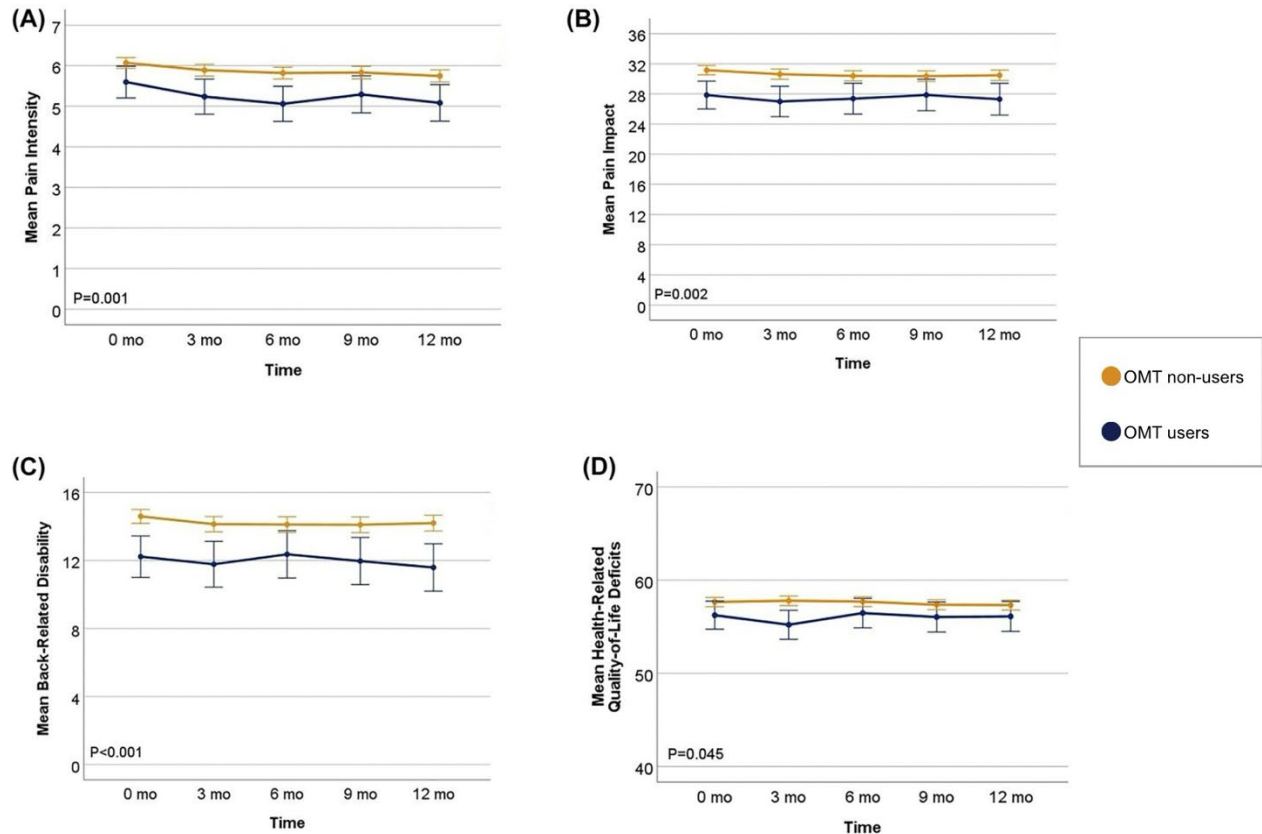 (A)
7
6
5
4
3
2
1
0
Mean Pain Intensity
P=0.001
0 mo 3 mo 6 mo 9 mo 12 mo
Time
(B)
36
32
28
24
20
16
12
8
4
0
Mean Pain Impact
P=0.002
0 mo 3 mo 6 mo 9 mo 12 mo
Time
OMT non-users
OMT users
(C)
16
12
8
4
0
Mean Back-Related Disability
P<0.001
0 mo 3 mo 6 mo 9 mo 12 mo
Time
(D)
70
60
50
40
Mean Health-Related
Quality-of-Life Deficits
P=0.045
0 mo 3 mo 6 mo 9 mo 12 mo
Time